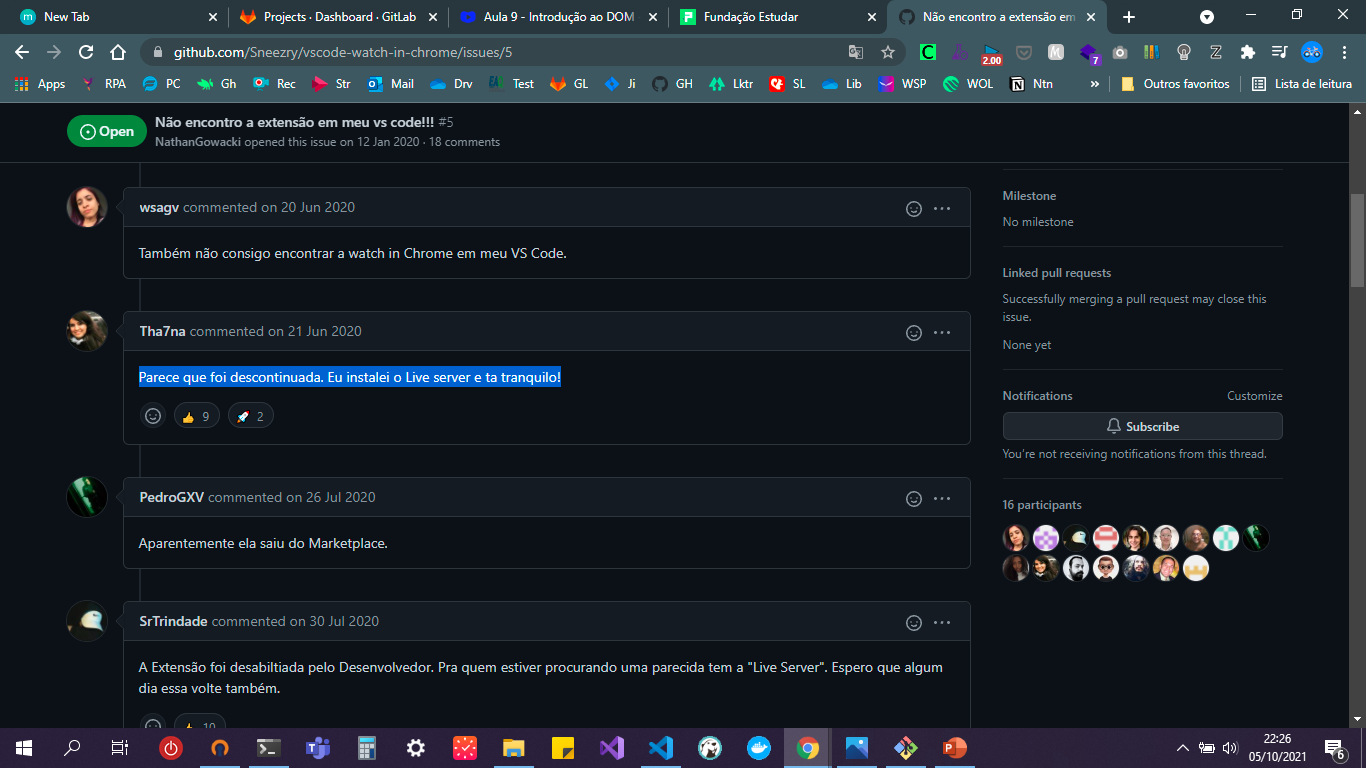 New Tab
Projects · Dashboard · GitLab
Aula 9 - Introdução ao DOM
Fundação Estudar
Não encontro a extensão em
github.com/Sneezry/vscode-watch-in-chrome/issues/5
2.00
M
7
Z
Apps
RPA
PC
Gh
Rec
Str
Mail
Drv
Test
GL
Ji
GH
Lktr
SL
Lib
WSP
WOL
Ntn
»
Outros favoritos
Lista de leitura
Open
Não encontro a extensão em meu vs code!!! #5
NathanGowacki opened this issue on 12 Jan 2020 · 18 comments
wsagv commented on 20 Jun 2020
Também não consigo encontrar a watch in Chrome em meu VS Code.
Tha7na commented on 21 Jun 2020
Parece que foi descontinuada. Eu instalei o Live server e ta tranquilo!
👍 9
🚀 2
PedroGXV commented on 26 Jul 2020
Aparentemente ela saiu do Marketplace.
SrTrindade commented on 30 Jul 2020
A Extensão foi desabiltiada pelo Desenvolvedor. Pra quem estiver procurando uma parecida tem a "Live Server". Espero que algum
dia essa volte também.
10
Milestone
No milestone
Linked pull requests
Successfully merging a pull request may close this
issue.
None yet
Notifications
Customize
Subscribe
You're not receiving notifications from this thread.
16 participants
22:26
05/10/2021
6